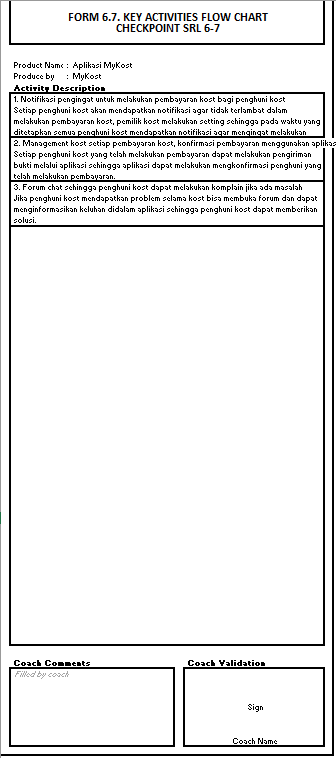 FORM 6.7. KEY ACTIVITIES FLOW CHART
CHECKPOINT SRL 6-7
Product Name : Aplikasi MyKost
Produce by : MyKost
Activity Description
1. Notifikasi pengingat untuk melakukan pembayaran kost bagi penghuni kost
Setiap penghuni kost akan mendapatkan notifikasi agar tidak terlambat dalam
melakukan pembayaran kost, pemilik kost melakukan setting sehingga pada waktu yang
ditetapkan semua penghuni kost mendapatkan notifikasi agar mengingat melakukan
2. Management kost setiap pembayaran kost, konfirmasi pembayaran menggunakan aplikas
Setiap penghuni kost yang telah melakukan pembayaran dapat melakukan pengiriman
bukti melalui aplikasi sehingga aplikasi dapat melakukan mengkonfirmasi penghuni yang
telah melakukan pembayaran.
3. Forum chat sehingga penghuni kost dapat melakukan komplain jika ada masalah
Jika penghuni kost mendapatkan problem selama kost bisa membuka forum dan dapat
menginformasikan keluhan didalam aplikasi sehingga penghuni kost dapat memberikan
solusi.
Coach Comments
Coach Validation
Filled by coach
Sign
Coach Name